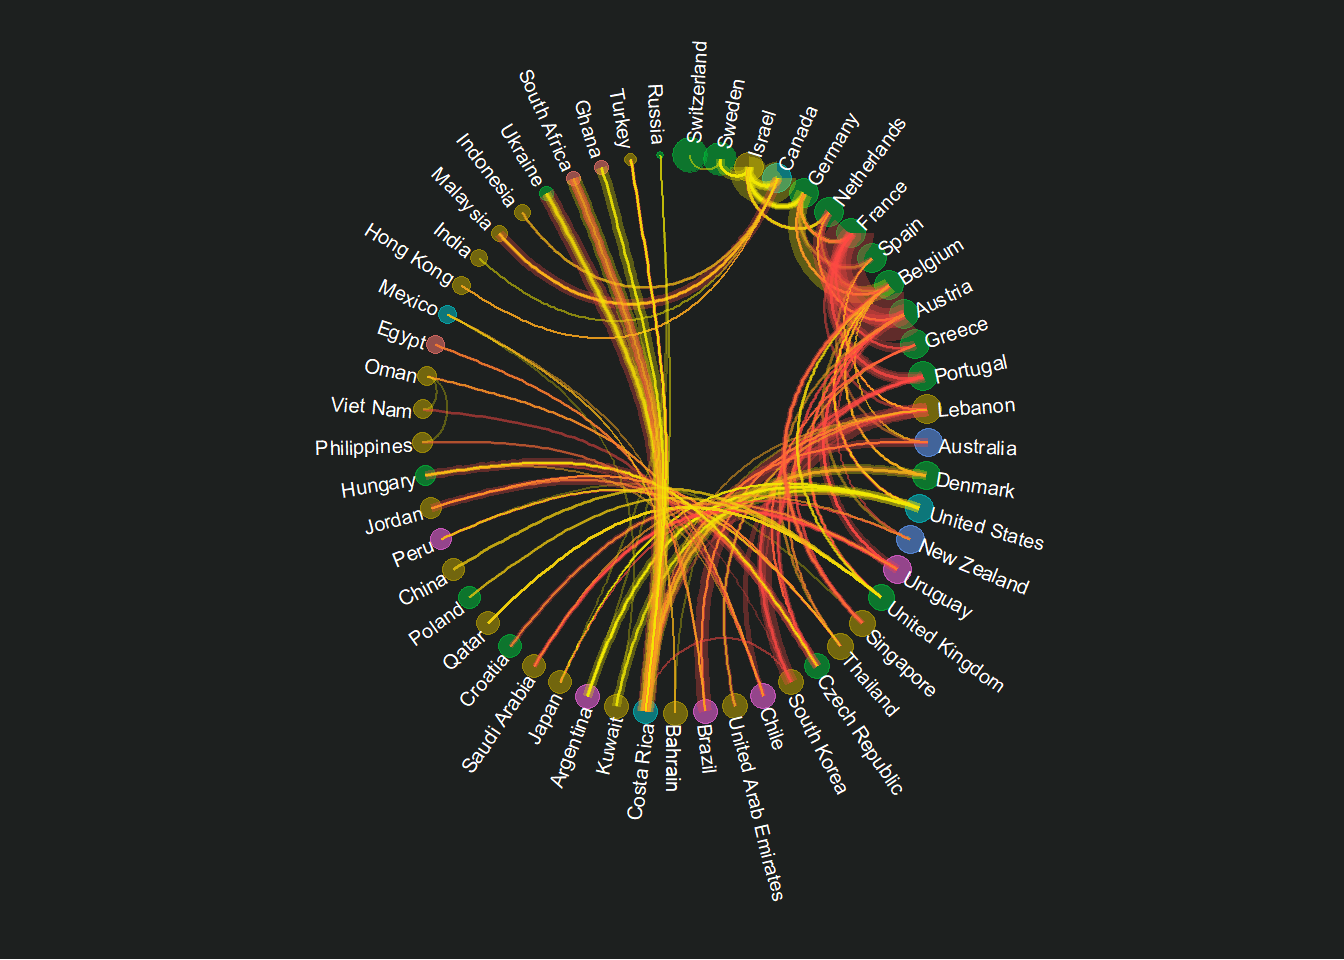 Switzerland
Sweden
Israel
Canada
Germany
Netherlands
France
Spain
Belgium
Austria
Greece
Portugal
Lebanon
Australia
Denmark
United States
New Zealand
Uruguay
United Kingdom
Singapore
Thailand
Czech Republic
South Korea
Chile
United Arab Emirates
Brazil
Bahrain
Costa Rica
Kuwait
Argentina
Japan
Saudi Arabia
Croatia
Qatar
Poland
China
Peru
Jordan
Hungary
Philippines
Viet Nam
Oman
Egypt
Mexico
Hong Kong
India
Malaysia
Indonesia
Ukraine
South Africa
Ghana
Turkey
Russia